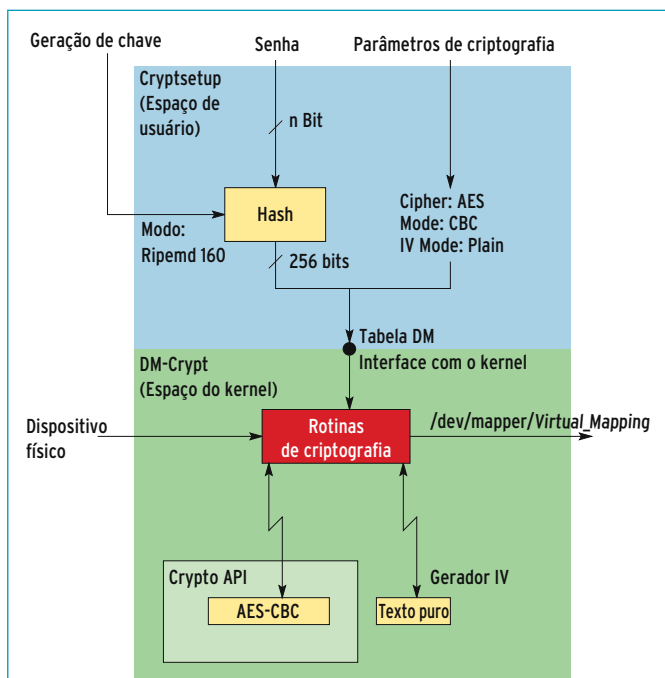 Geração de chave
Senha
Parâmetros de criptografia
Cryptsetup
(Espaço de
usuário)
n Bit
Hash
Modo:
Ripemd 160
256 bits
Cipher: AES
Mode: CBC
IV Mode: Plain
Tabela DM
Interface com o kernel
DM-Crypt
(Espaço do kernel)
Dispositivo
físico
Rotinas
de criptografia
/dev/mapper/Virtual_Mapping
Crypto API
AES-CBC
Gerador IV
Texto puro